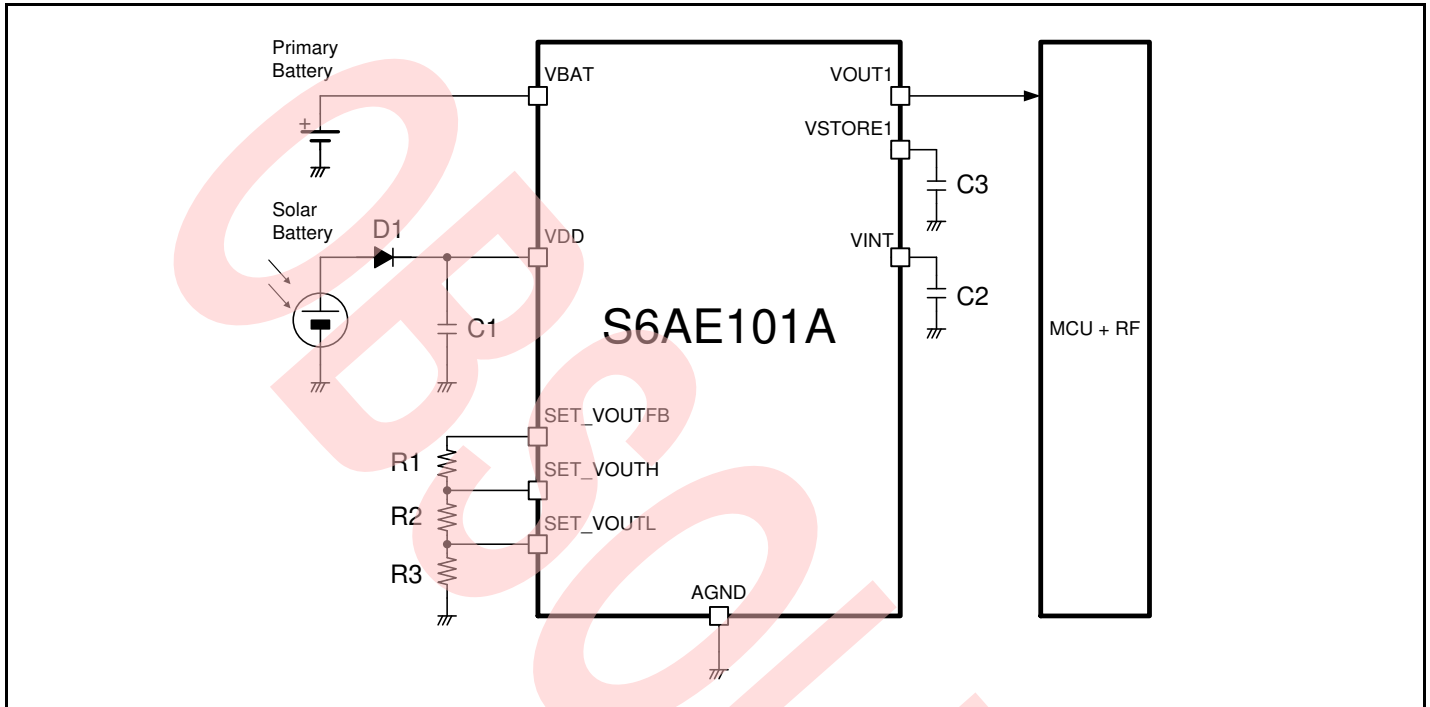 Primary
Battery
+
VBAT
VOUT1
VSTORE1
C3
Solar
Battery
D1
VDD
VINT
C1
C2
S6AE101A
MCU + RF
SET_VOUTFB
R1
SET_VOUTH
R2
SET_VOUTL
R3
AGND
OBSOL